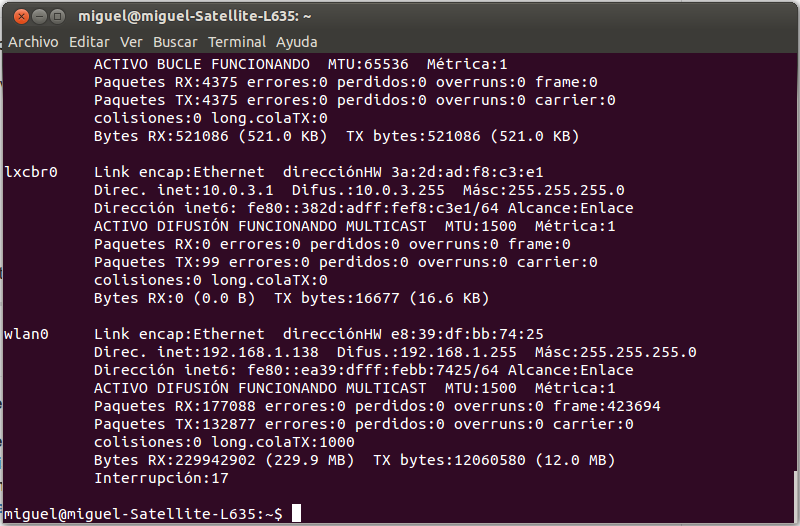 miguel@miguel-Satellite-L635: ~
Archivo Editar Ver Buscar Terminal Ayuda
ACTIVO BUCLE FUNCIONANDO  MTU:65536  Métrica:1
Paquetes RX:4375 errores:0 perdidos:0 overruns:0 frame:0
Paquetes TX:4375 errores:0 perdidos:0 overruns:0 carrier:0
colisiones:0 long.colaTX:0
Bytes RX:521086 (521.0 KB)  TX bytes:521086 (521.0 KB)
lxcbr0    Link encap:Ethernet  direcciónHW 3a:2d:ad:f8:c3:e1
Direc. inet:10.0.3.1  Difus.:10.0.3.255  Másc:255.255.255.0
Dirección inet6: fe80::382d:adff:fef8:c3e1/64 Alcance:Enlace
ACTIVO DIFUSIÓN FUNCIONANDO MULTICAST  MTU:1500  Métrica:1
Paquetes RX:0 errores:0 perdidos:0 overruns:0 frame:0
Paquetes TX:99 errores:0 perdidos:0 overruns:0 carrier:0
colisiones:0 long.colaTX:0
Bytes RX:0 (0.0 B)  TX bytes:16677 (16.6 KB)
wlan0     Link encap:Ethernet  direcciónHW e8:39:df:bb:74:25
Direc. inet:192.168.1.138  Difus.:192.168.1.255  Másc:255.255.255.0
Dirección inet6: fe80::ea39:dfff:febb:7425/64 Alcance:Enlace
ACTIVO DIFUSIÓN FUNCIONANDO MULTICAST  MTU:1500  Métrica:1
Paquetes RX:177088 errores:0 perdidos:0 overruns:0 frame:423694
Paquetes TX:132877 errores:0 perdidos:0 overruns:0 carrier:0
colisiones:0 long.colaTX:1000
Bytes RX:229942902 (229.9 MB)  TX bytes:12060580 (12.0 MB)
Interrupción:17
miguel@miguel-Satellite-L635:~$